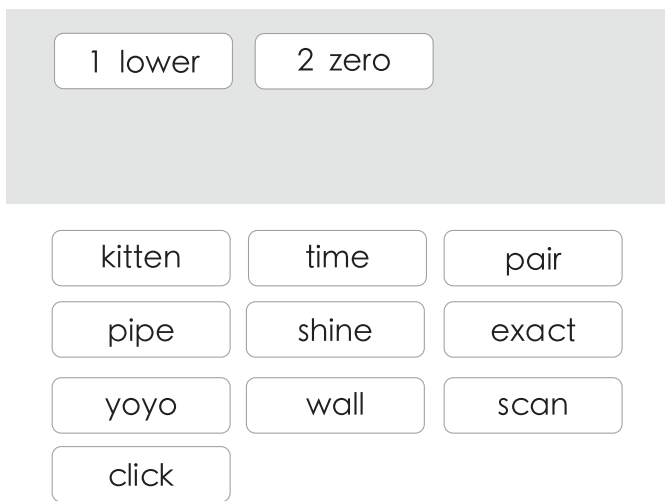 1 lower 2 zero
kitten time pair
pipe shine exact
yoyo wall scan
click